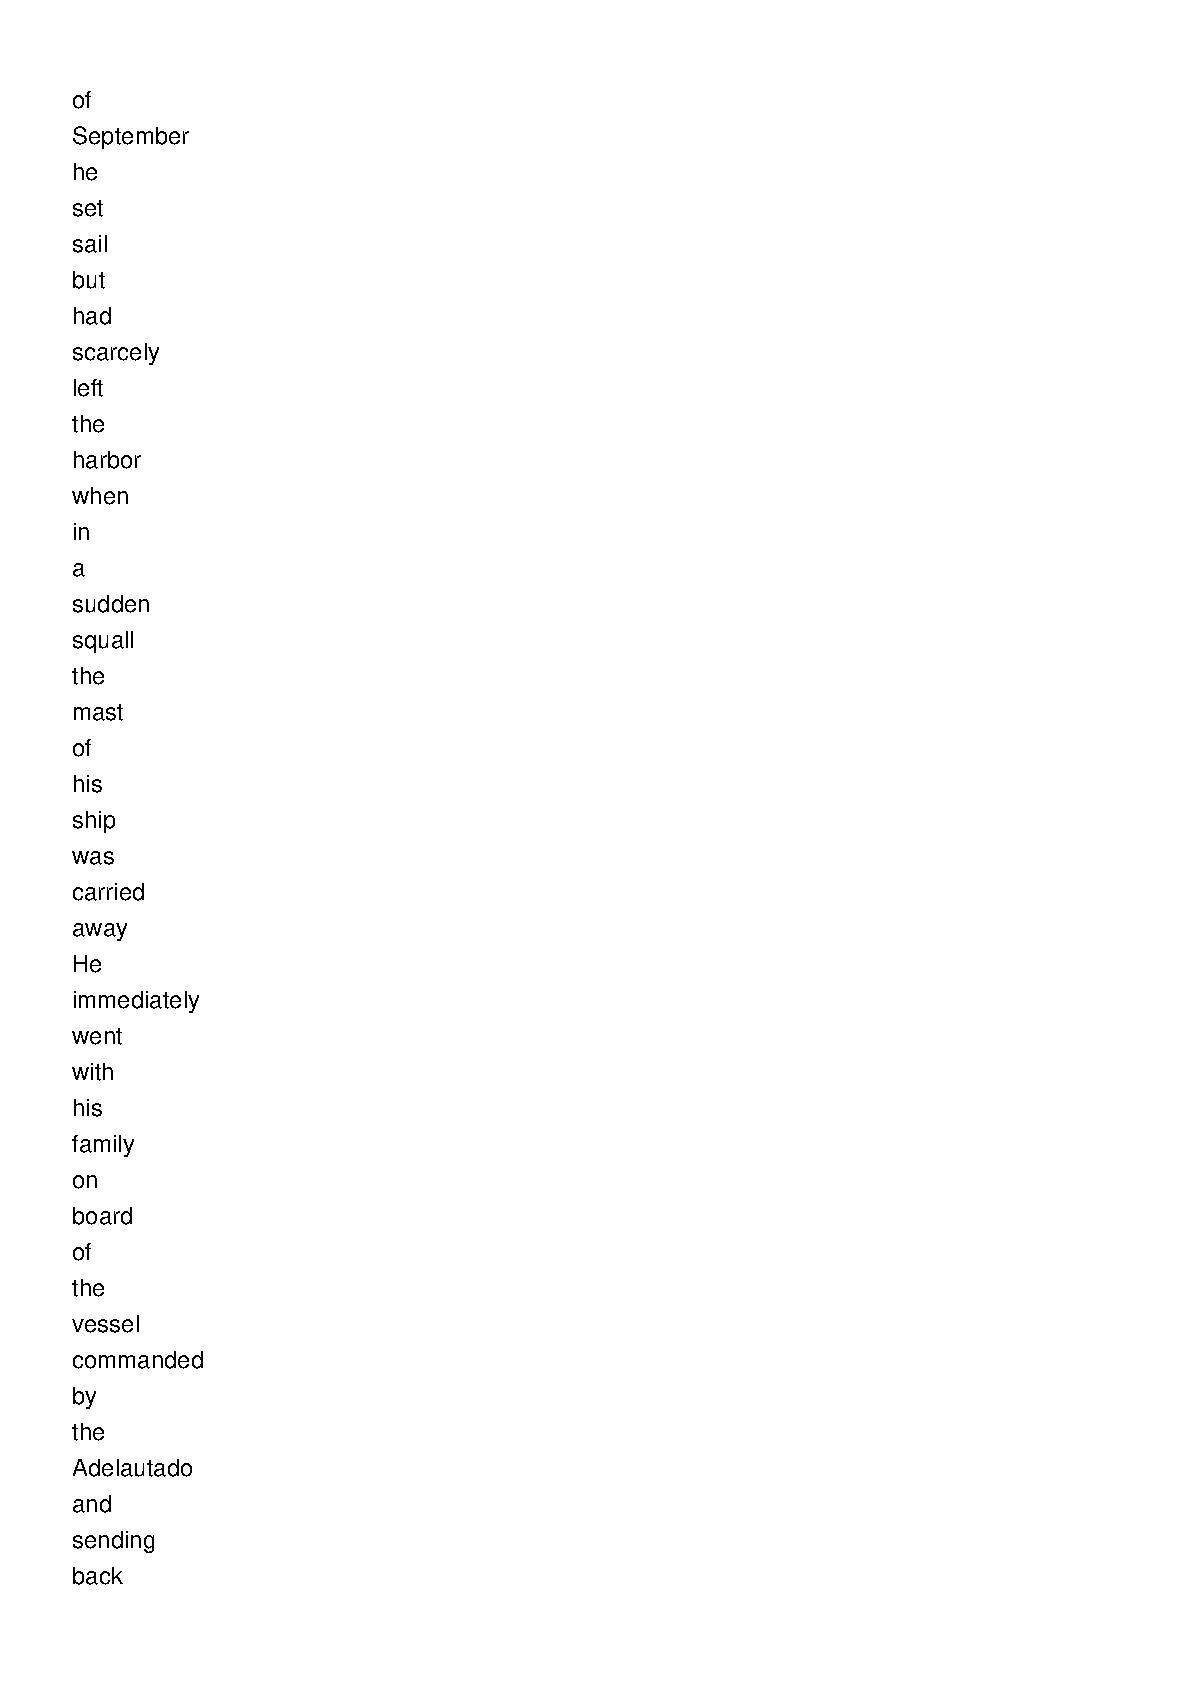 of
September
he
set
sail
but
had
scarcely
left
the
harbor
when
in
a
sudden
squall
the
mast
of
his
ship
was
carried
away
He
immediately
went
with
his
family
on
board
of
the
vessel
commanded
by
the
Adelautado
and
sending
back